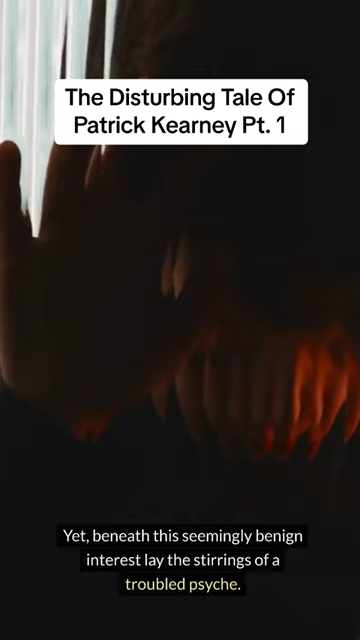 The Disturbing Tale Of
Patrick Kearney Pt. 1
Yet, beneath this seemingly benign
interest lay the stirrings of a
troubled psyche.